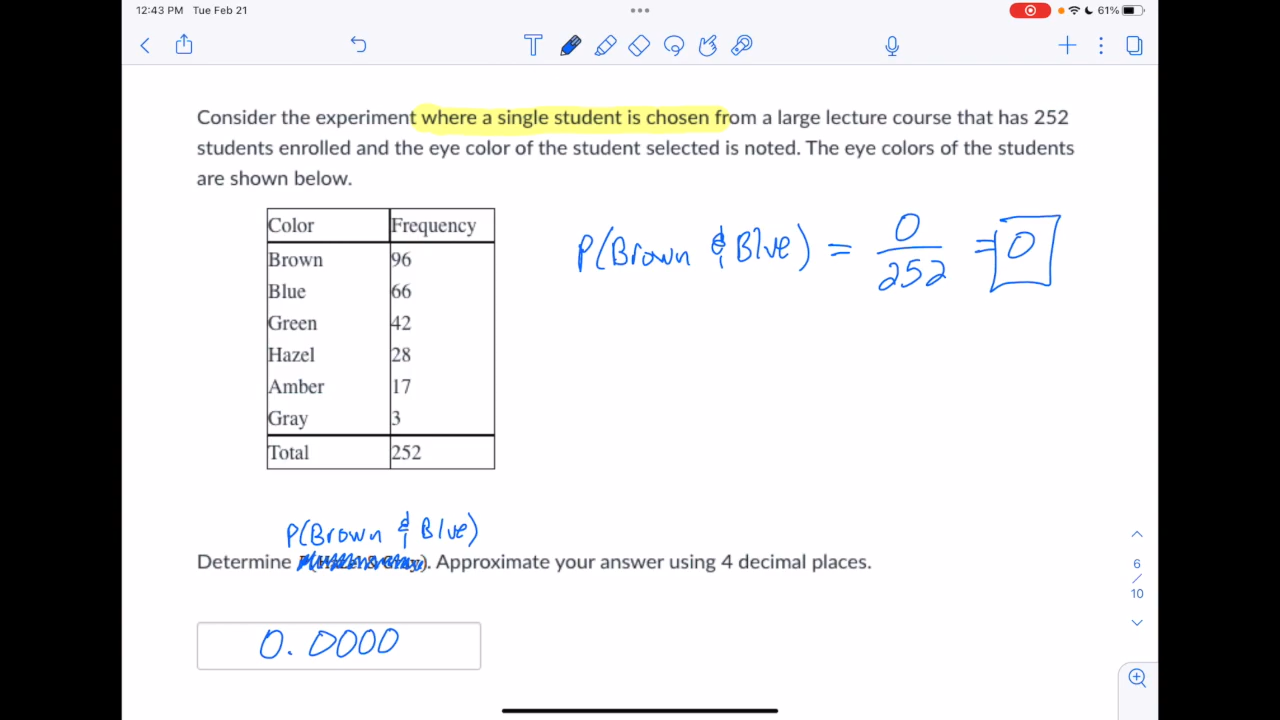 12:43 PM Tue Feb 21
61%
Consider the experiment where a single student is chosen from a large lecture course that has 252
students enrolled and the eye color of the student selected is noted. The eye colors of the students
are shown below.
Color Frequency
Brown 96
Blue 66
Green 42
Hazel 28
Amber 17
Gray 3
Total 252
P(Brown & Blue) = 0/252 = 0
P(Brown & Blue)
Determine . Approximate your answer using 4 decimal places.
0.0000
6
/
10